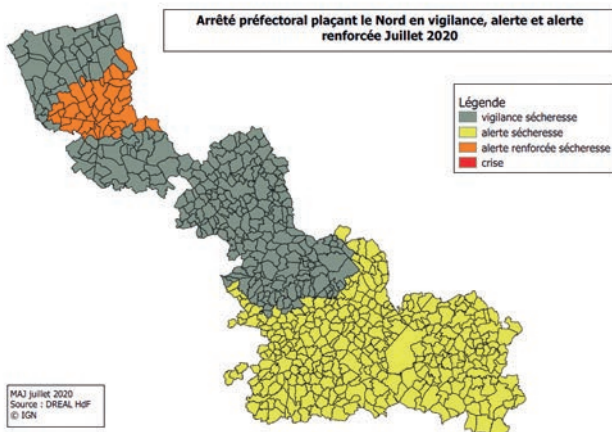 Arrêté préfectoral plaçant le Nord en vigilance, alerte et alerte
renforcée Juillet 2020
Légende
vigilance sécheresse
alerte sécheresse
alerte renforcée sécheresse
crise
MAJ juillet 2020
Source : DREAL HdF
© IGN